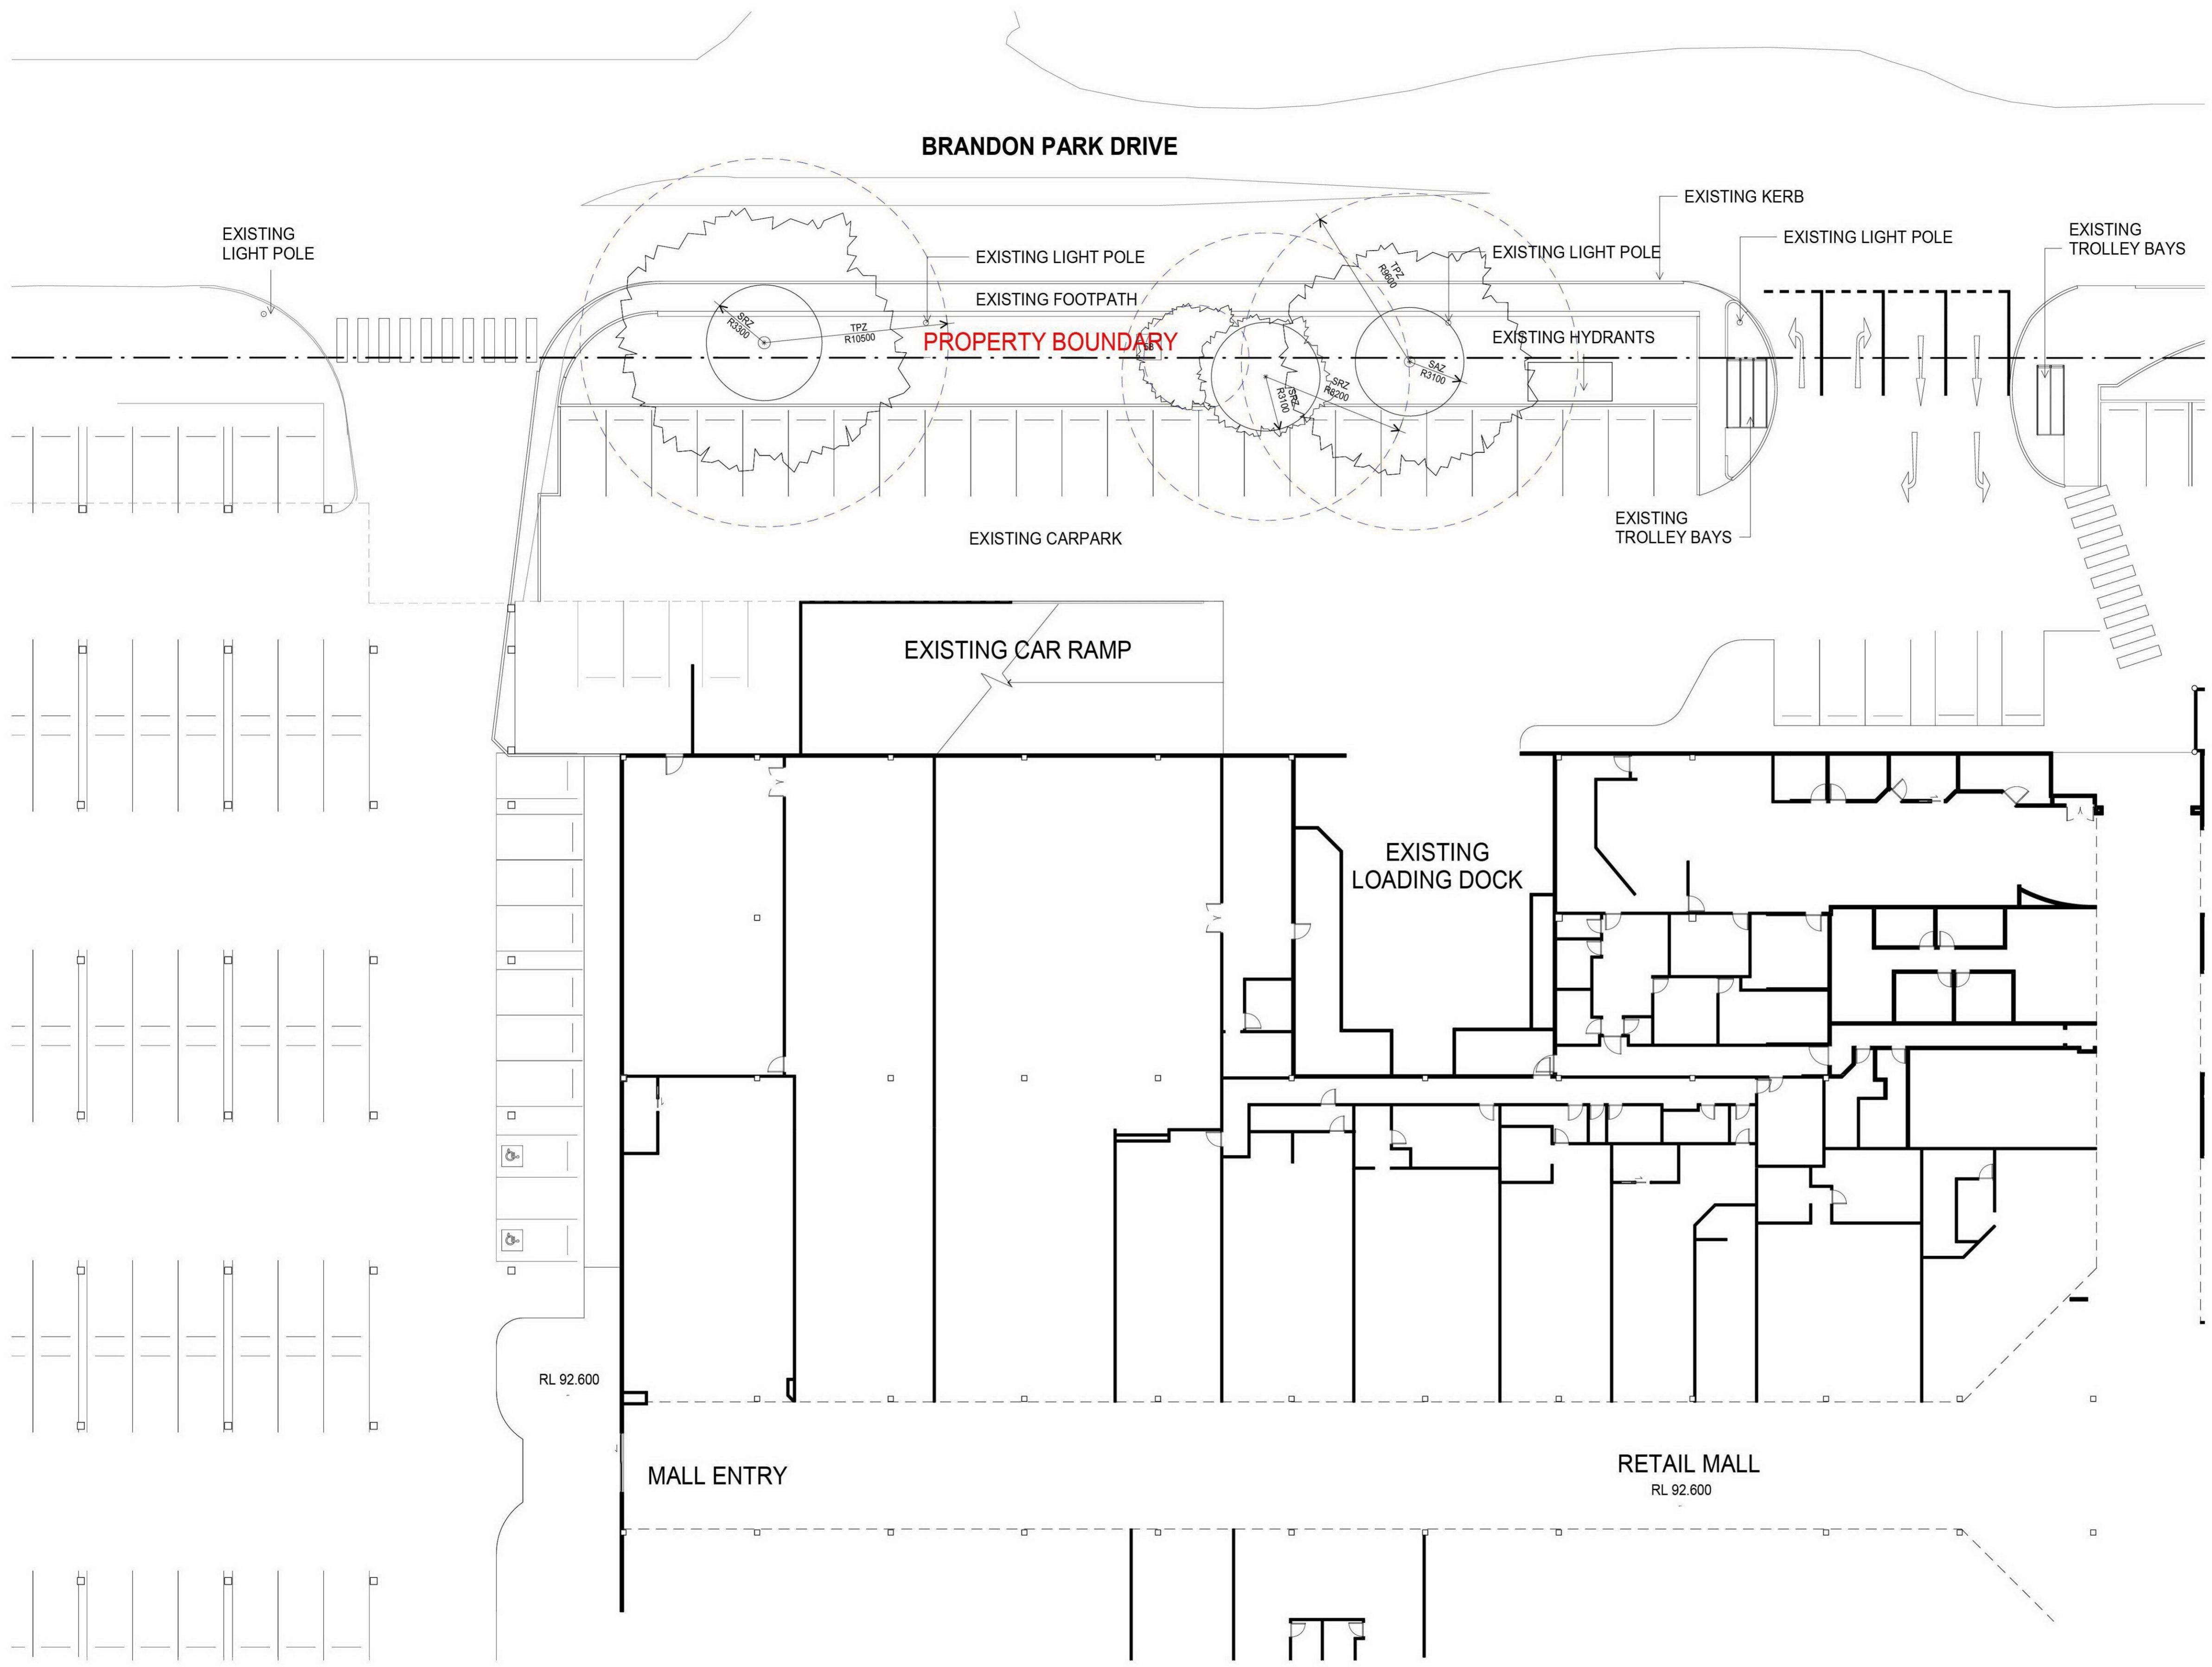 BRANDON PARK DRIVE
EXISTING KERB
EXISTING
LIGHT POLE
EXISTING LIGHT POLE
EXISTING LIGHT POLE
EXISTING LIGHT POLE
EXISTING
TROLLEY BAYS
EXISTING FOOTPATH
TPZ
R9600
SRZ
R3300
TPZ
R10500
PROPERTY BOUNDARY
EXISTING HYDRANTS
SAZ
R3100
SRZ
R8200
SRZ
R3100
EXISTING
TROLLEY BAYS
EXISTING CARPARK
EXISTING CAR RAMP
EXISTING
LOADING DOCK
RL 92.600
MALL ENTRY
RETAIL MALL
RL 92.600